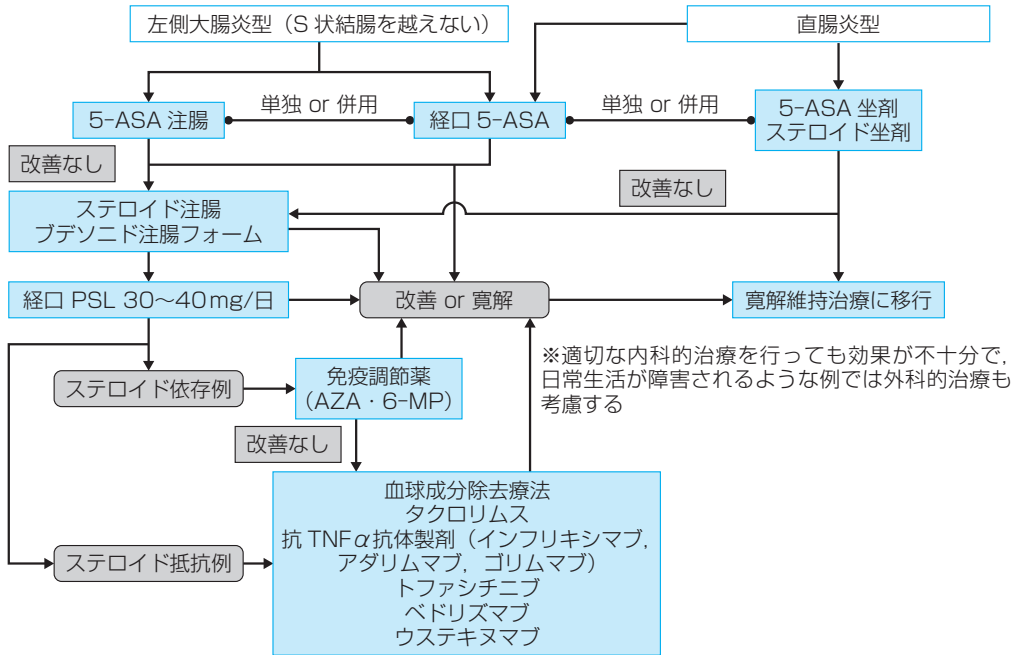 左側大腸炎型（S 状結腸を越えない）
直腸炎型
5-ASA 注腸
単独 or 併用
経口 5-ASA
単独 or 併用
5-ASA 坐剤
ステロイド坐剤
改善なし
改善なし
ステロイド注腸
ブデソニド注腸フォーム
経口 PSL 30〜40mg/日
改善 or 寛解
寛解維持治療に移行
※適切な内科的治療を行っても効果が不十分で，
日常生活が障害されるような例では外科的治療も
考慮する
ステロイド依存例
免疫調節薬
（AZA・6-MP）
改善なし
血球成分除去療法
タクロリムス
抗 TNFα抗体製剤（インフリキシマブ，
アダリムマブ，ゴリムマブ）
トファシチニブ
ベドリズマブ
ウステキヌマブ
ステロイド抵抗例